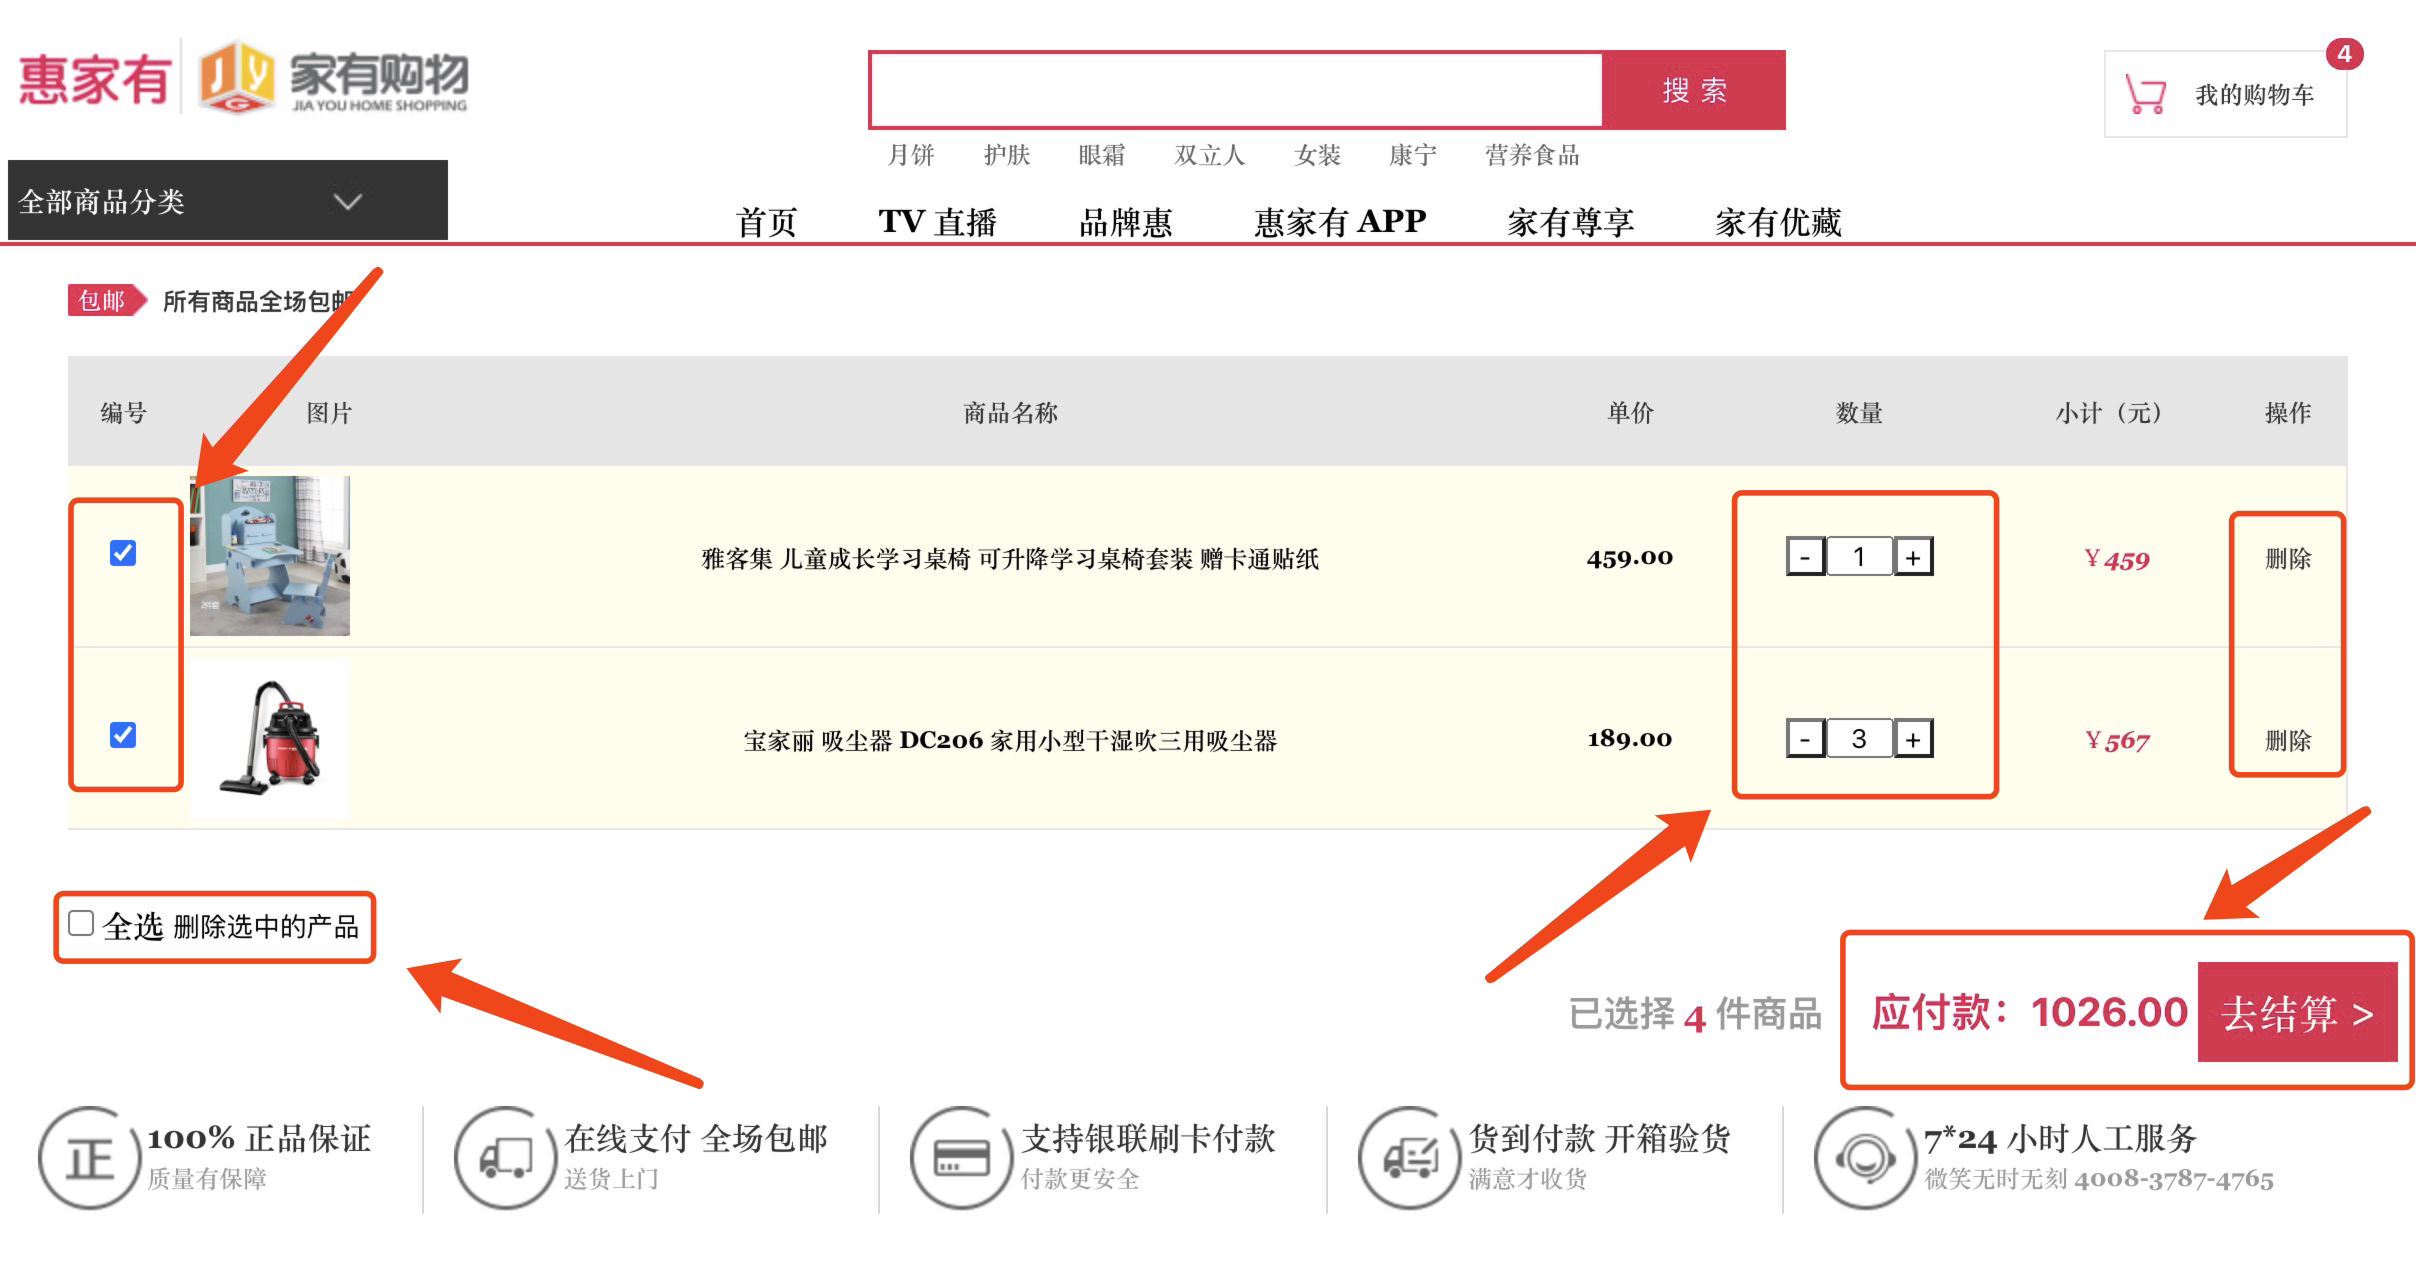 惠家有 JYG 家有购物
JIA YOU HOME SHOPPING
搜 索
4
我的购物车
月饼 护肤 眼霜 双立人 女装 康宁 营养食品
全部商品分类
首页 TV 直播 品牌惠 惠家有 APP 家有尊享 家有优藏
包邮 所有商品全场包邮
编号 图片 商品名称 单价 数量 小计（元） 操作
雅客集 儿童成长学习桌椅 可升降学习桌椅套装 赠卡通贴纸 459.00 - 1 + ¥459 删除
宝家丽 吸尘器 DC206 家用小型干湿吹三用吸尘器 189.00 - 3 + ¥567 删除
全选 删除选中的产品
已选择 4 件商品 应付款：1026.00 去结算 >
正 100% 正品保证
质量有保障
在线支付 全场包邮
送货上门
支持银联刷卡付款
付款更安全
货到付款 开箱验货
满意才收货
7*24 小时人工服务
微笑无时无刻 4008-3787-4765